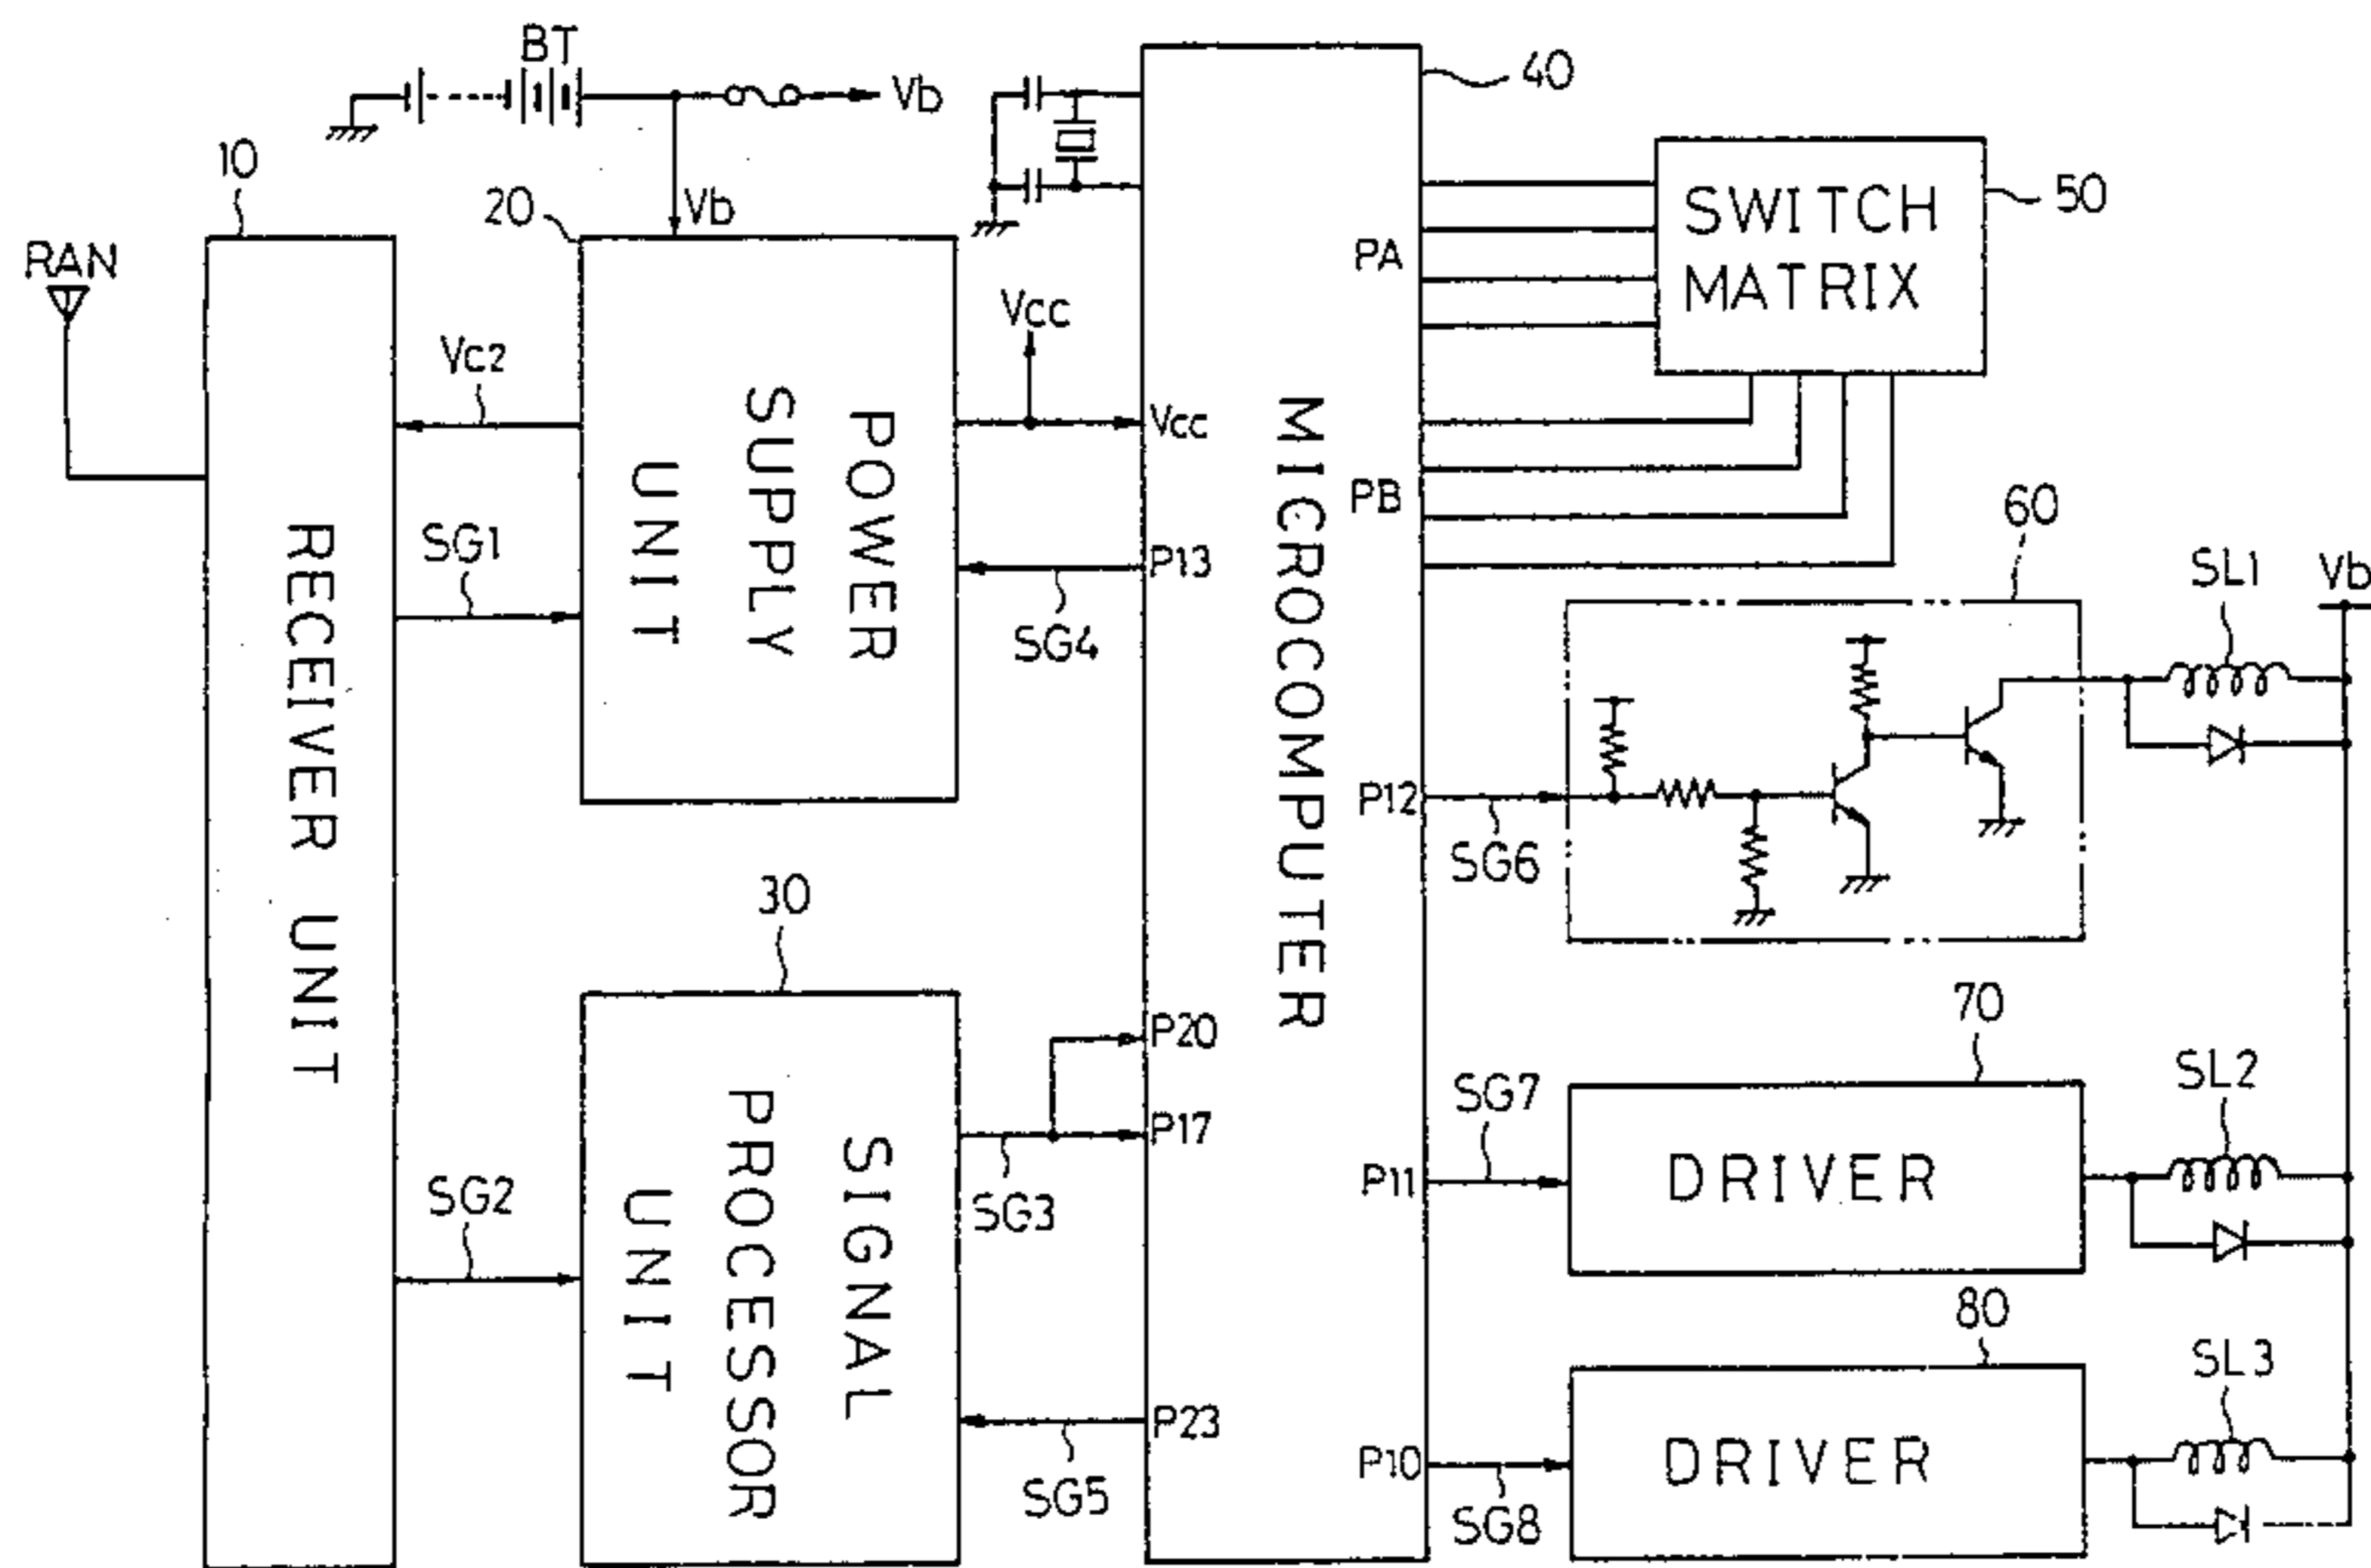 BT
Vb
40
10
RAN
20
Vb
50
SWITCH
MATRIX
PA
Vcc
Vc2
Vcc
POWER
SUPPLY
UNIT
SG1
P13
SG4
PB
60
SL1
Vb
MICROCOMPUTER
RECEIVER UNIT
P12
SG6
30
P20
P17
SG3
SIGNAL
PROCESSOR
UNIT
SG2
P23
SG5
70
SG7
P11
DRIVER
SL2
80
P10
SG8
DRIVER
SL3